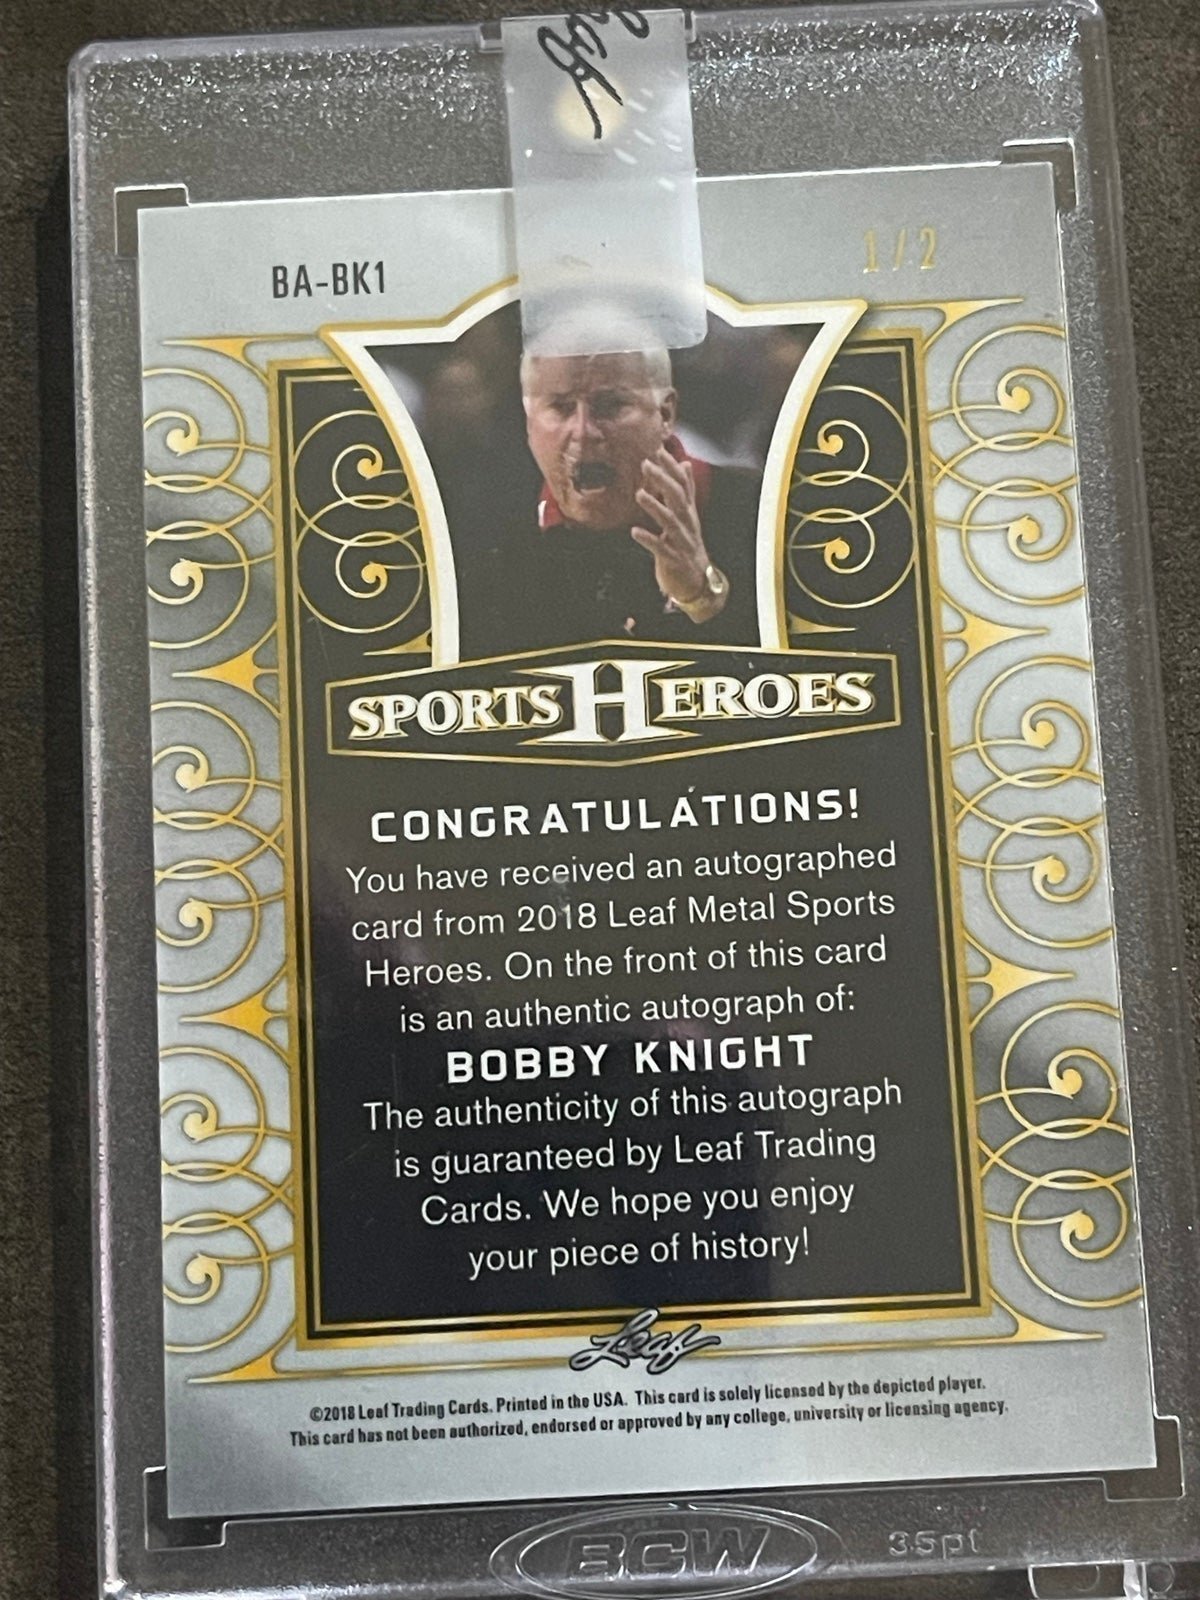 BA-BK1
1/2
SPORTS HEROES
CONGRATULATIONS!
You have received an autographed
card from 2018 Leaf Metal Sports
Heroes. On the front of this card
is an authentic autograph of:
BOBBY KNIGHT
The authenticity of this autograph
is guaranteed by Leaf Trading
Cards. We hope you enjoy
your piece of history!
Leaf
©2018 Leaf Trading Cards. Printed in the USA. This card is solely licensed by the depicted player.
This card has not been authorized, endorsed or approved by any college, university or licensing agency.
BCW
35pt